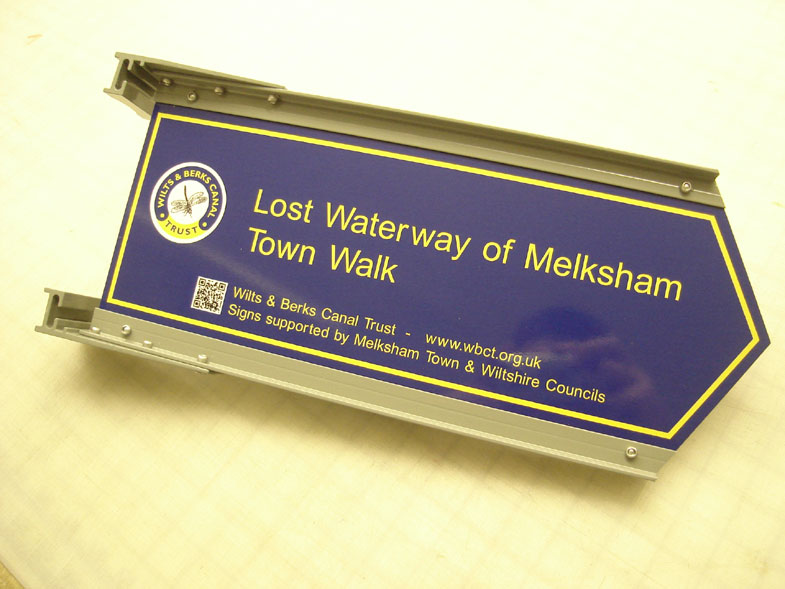 WILTS & BERKS CANAL
TRUST
Lost Waterway of Melksham
Town Walk
Wilts & Berks Canal Trust - www.wbct.org.uk
Signs supported by Melksham Town & Wiltshire Councils